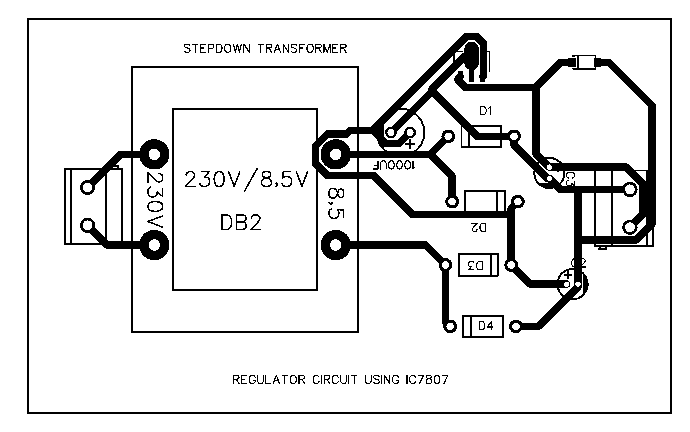 STEPDOWN TRANSFORMER
D1
1000UF
230V
230V/8.5V
8.5
DB2
C3
D2
D3
D4
REGULATOR CIRCUIT USING IC7807